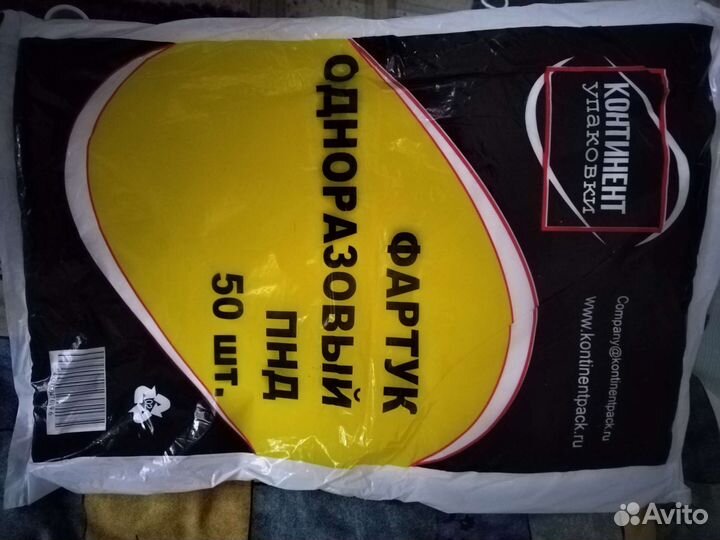 КОНТИНЕНТ
упаковки
Company@kontinentpack.ru
www.kontinentpack.ru
ФАРТУК
ОДНОРАЗОВЫЙ
ПНД
50 шт.
Avito